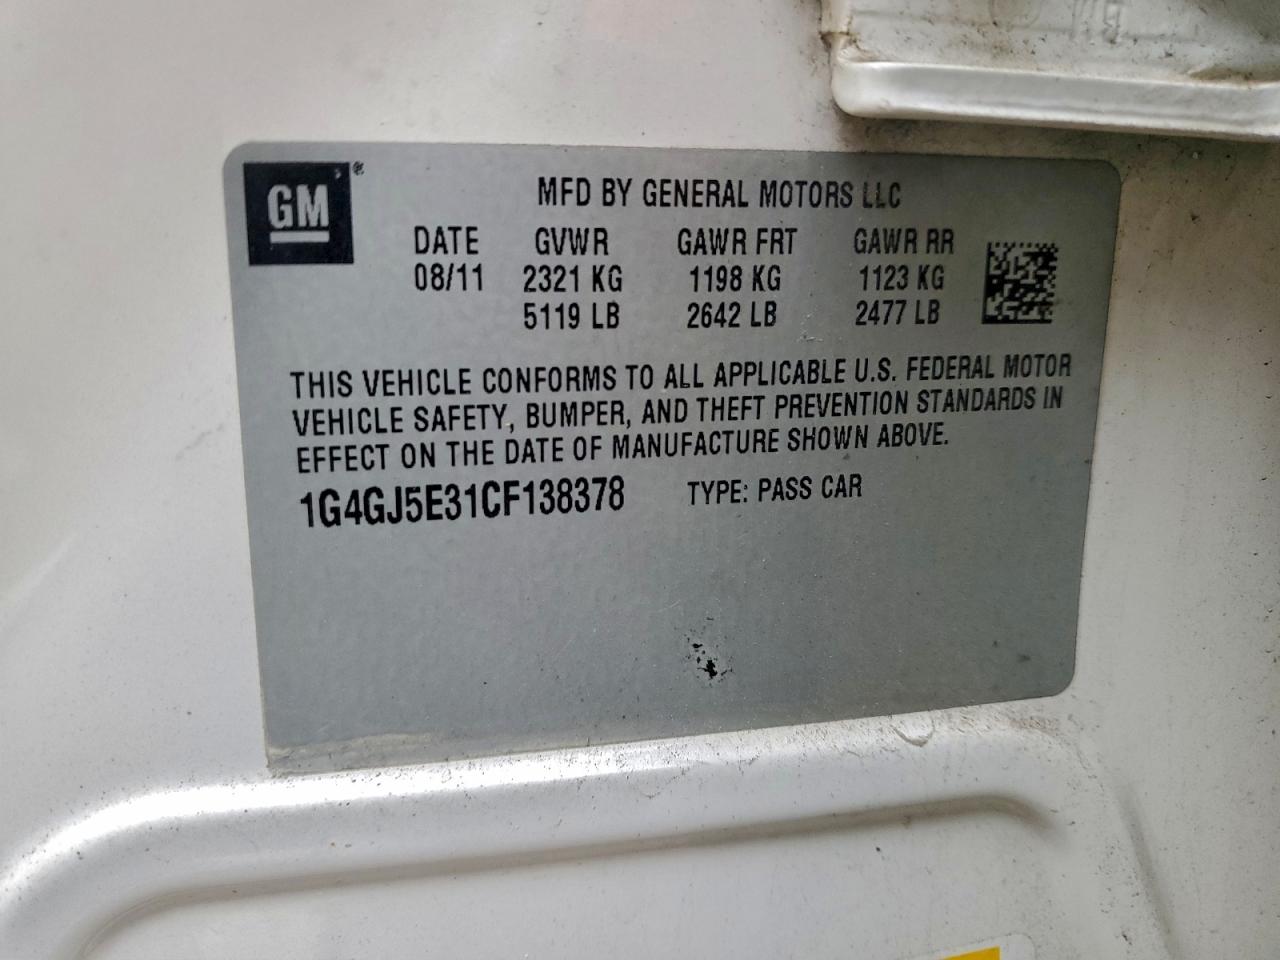 GM ®
MFD BY GENERAL MOTORS LLC
DATE GVWR GAWR FRT GAWR RR
08/11 2321 KG 1198 KG 1123 KG
5119 LB 2642 LB 2477 LB
THIS VEHICLE CONFORMS TO ALL APPLICABLE U.S. FEDERAL MOTOR
VEHICLE SAFETY, BUMPER, AND THEFT PREVENTION STANDARDS IN
EFFECT ON THE DATE OF MANUFACTURE SHOWN ABOVE.
1G4GJ5E31CF138378 TYPE: PASS CAR